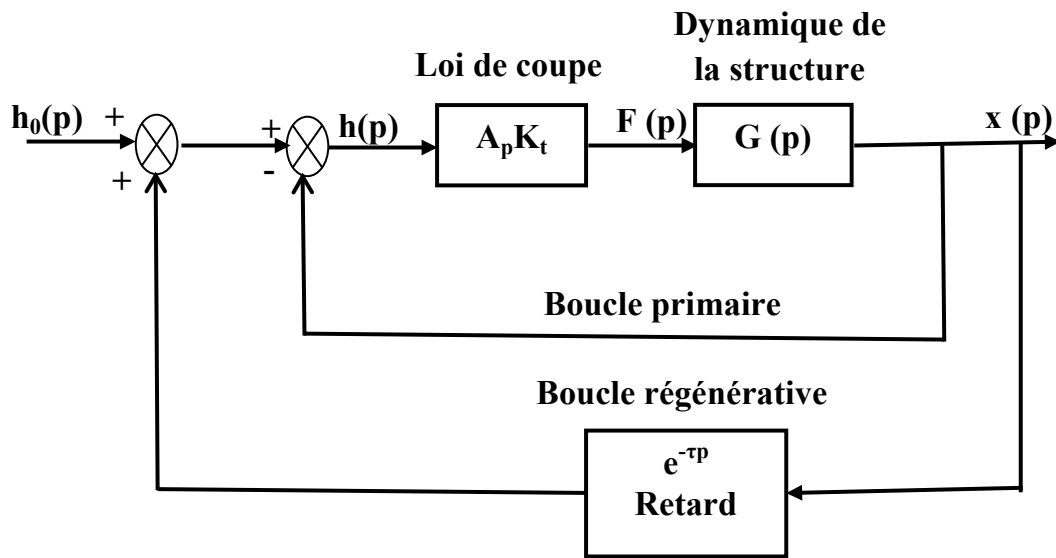 Dynamique de
la structure
Loi de coupe
h₀(p)
+
+
+
-
h(p)
AₚKₜ
F (p)
G (p)
x (p)
Boucle primaire
Boucle régénérative
e⁻τᵖ
Retard